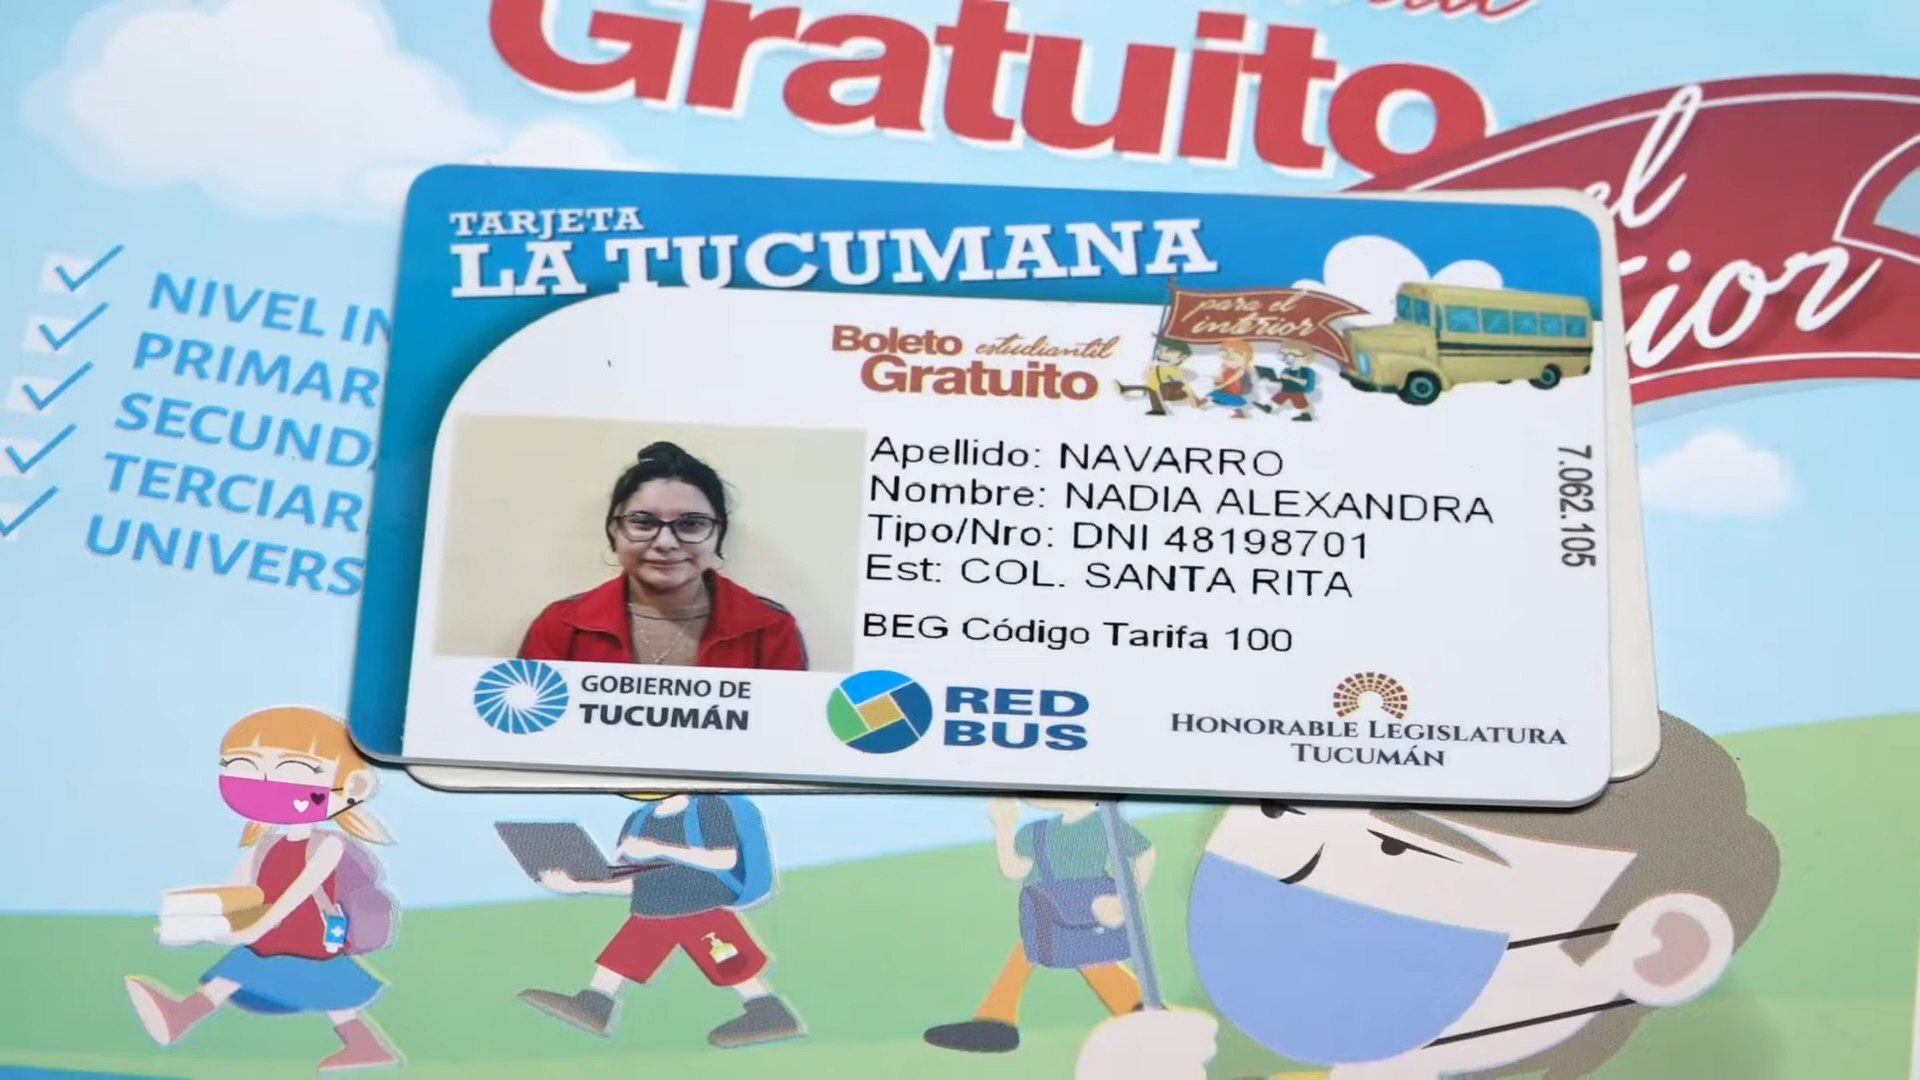 Gratuito
el
TARJETA
LA TUCUMANA
para el
interior
Boleto estudiantil
Gratuito
Apellido: NAVARRO
Nombre: NADIA ALEXANDRA
Tipo/Nro: DNI 48198701
Est: COL. SANTA RITA
BEG Código Tarifa 100
7.062.105
GOBIERNO DE
TUCUMÁN
RED
BUS
HONORABLE LEGISLATURA
TUCUMÁN
NIVEL IN
PRIMAR
SECUND
TERCIAR
UNIVERS